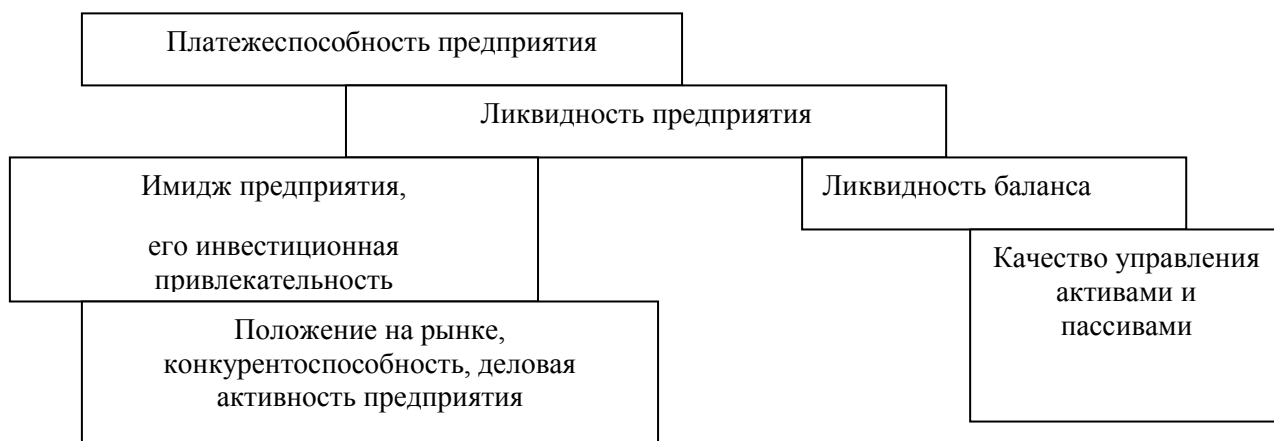 Платежеспособность предприятия
Ликвидность предприятия
Имидж предприятия,
его инвестиционная
привлекательность
Ликвидность баланса
Качество управления
активами и
пассивами
Положение на рынке,
конкурентоспособность, деловая
активность предприятия